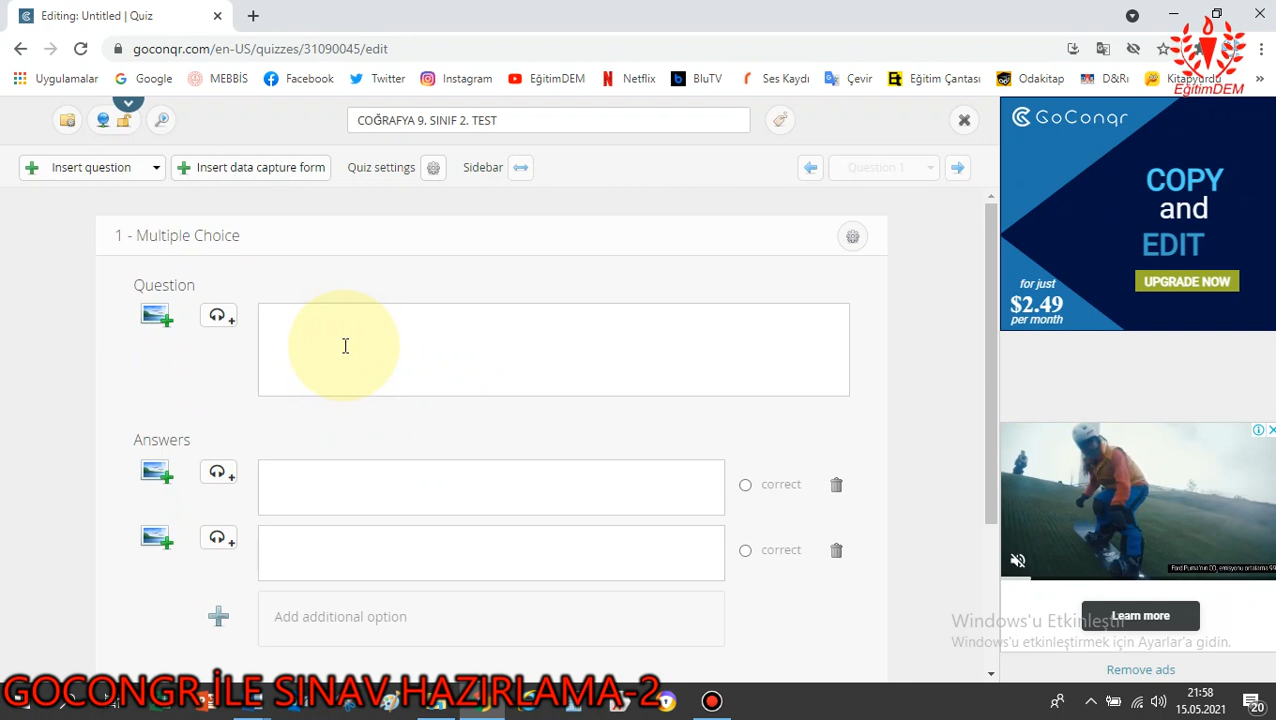 Editing: Untitled | Quiz
goconqr.com/en-US/quizzes/31090045/edit
Uygulamalar
Google
MEBBİS
Facebook
Twitter
Instagram
EğitimDEM
Netflix
BluTV
Ses Kaydı
Çevir
Eğitim Çantası
Odakitap
D&Rı
Kitapyurdu
EğitimDEM
COĞRAFYA 9. SINIF 2. TEST
GoConqr
Insert question
Insert data capture form
Quiz settings
Sidebar
Question 1
COPY
and
EDIT
for just
$2.49
per month
UPGRADE NOW
1 - Multiple Choice
Question
Answers
correct
correct
Add additional option
Learn more
Windows'u Etkinleştir
Windows'u etkinleştirmek için Ayarlar'a gidin.
Remove ads
GOCONGR İLE SINAV HAZIRLAMA-2
21:58
15.05.2021
20